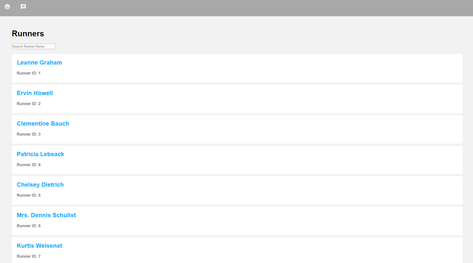 Runners
Search Runner Name
Leanne Graham
Runner ID: 1
Ervin Howell
Runner ID: 2
Clementine Bauch
Runner ID: 3
Patricia Lebsack
Runner ID: 4
Chelsey Dietrich
Runner ID: 5
Mrs. Dennis Schulist
Runner ID: 6
Kurtis Weissnat
Runner ID: 7